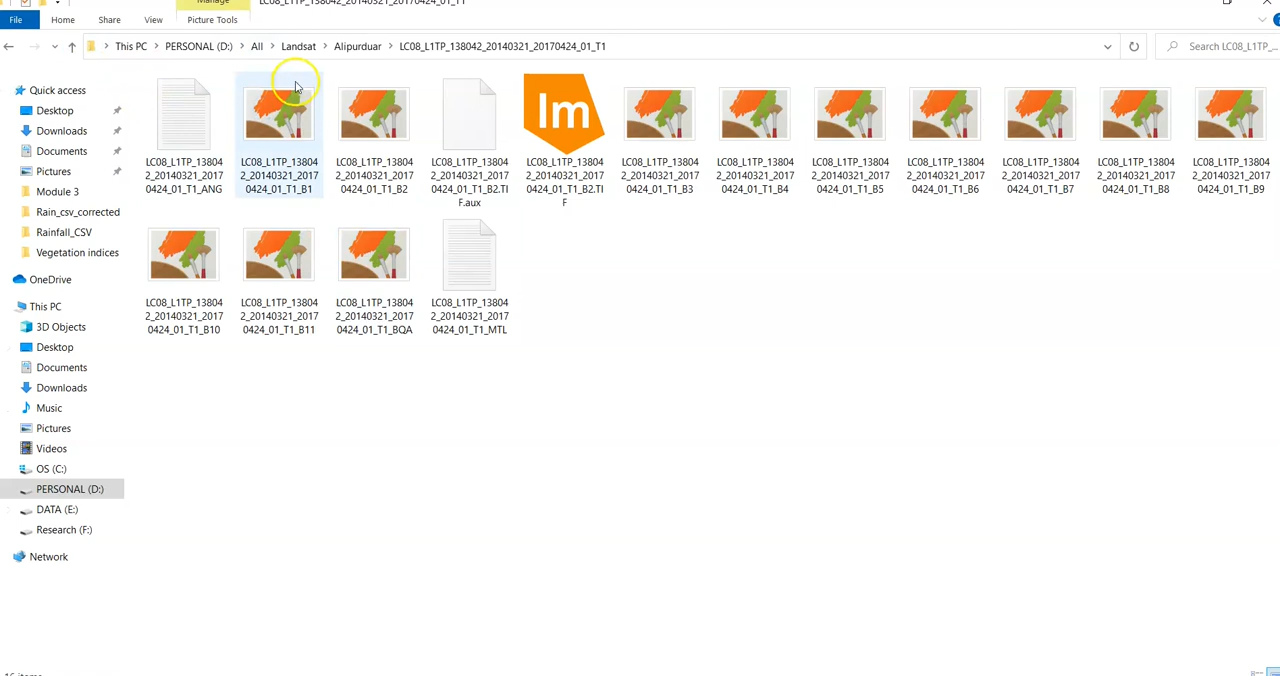 Manage
LC08_L1TP_138042_20140321_20170424_01_T1
File Home Share View Picture Tools
This PC PERSONAL (D:) All Landsat Alipurduar LC08_L1TP_138042_20140321_20170424_01_T1 Search LC08_L1TP_...
Quick access
Desktop
Downloads
Documents
Pictures
Module 3
Rain_csv_corrected
Rainfall_CSV
Vegetation indices
OneDrive
This PC
3D Objects
Desktop
Documents
Downloads
Music
Pictures
Videos
OS (C:)
PERSONAL (D:)
DATA (E:)
Research (F:)
Network
LC08_L1TP_13804
2_20140321_2017
0424_01_T1_ANG
LC08_L1TP_13804
2_20140321_2017
0424_01_T1_B1
LC08_L1TP_13804
2_20140321_2017
0424_01_T1_B2
LC08_L1TP_13804
2_20140321_2017
0424_01_T1_B2.TI
F.aux
Im
LC08_L1TP_13804
2_20140321_2017
0424_01_T1_B2.TI
F
LC08_L1TP_13804
2_20140321_2017
0424_01_T1_B3
LC08_L1TP_13804
2_20140321_2017
0424_01_T1_B4
LC08_L1TP_13804
2_20140321_2017
0424_01_T1_B5
LC08_L1TP_13804
2_20140321_2017
0424_01_T1_B6
LC08_L1TP_13804
2_20140321_2017
0424_01_T1_B7
LC08_L1TP_13804
2_20140321_2017
0424_01_T1_B8
LC08_L1TP_13804
2_20140321_2017
0424_01_T1_B9
LC08_L1TP_13804
2_20140321_2017
0424_01_T1_B10
LC08_L1TP_13804
2_20140321_2017
0424_01_T1_B11
LC08_L1TP_13804
2_20140321_2017
0424_01_T1_BQA
LC08_L1TP_13804
2_20140321_2017
0424_01_T1_MTL
16 items